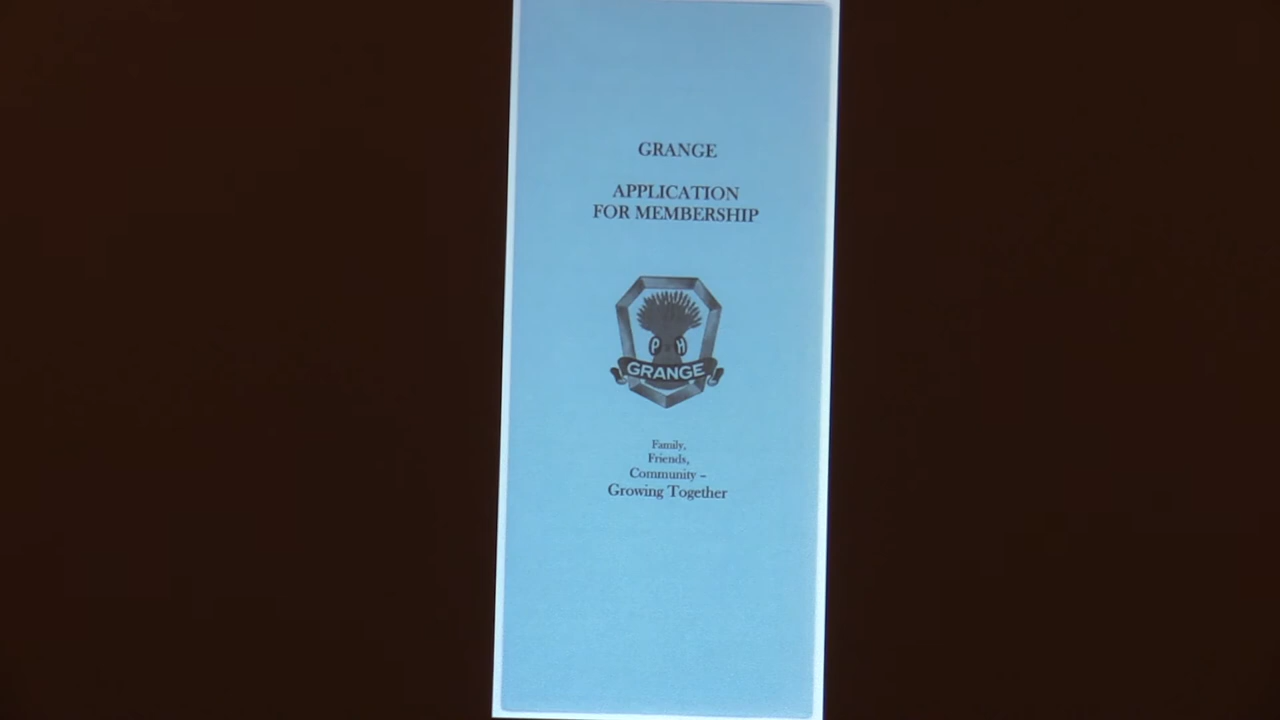 GRANGE
APPLICATION
FOR MEMBERSHIP
P H
GRANGE
Family,
Friends,
Community –
Growing Together